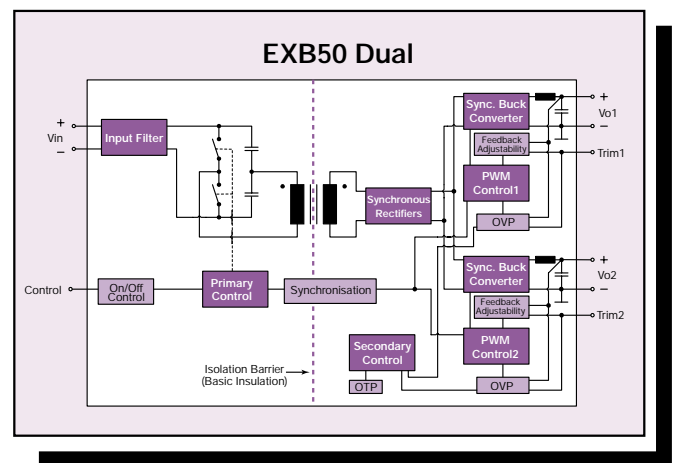 EXB50 Dual
+
Vin
–
Input Filter
Synchronous
Rectifiers
Sync. Buck
Converter
+
Vo1
–
Feedback
Adjustability
Trim1
PWM
Control1
OVP
Control
On/Off
Control
Primary
Control
Synchronisation
Sync. Buck
Converter
+
Vo2
–
Feedback
Adjustability
Trim2
PWM
Control2
OVP
Secondary
Control
OTP
Isolation Barrier
(Basic Insulation)